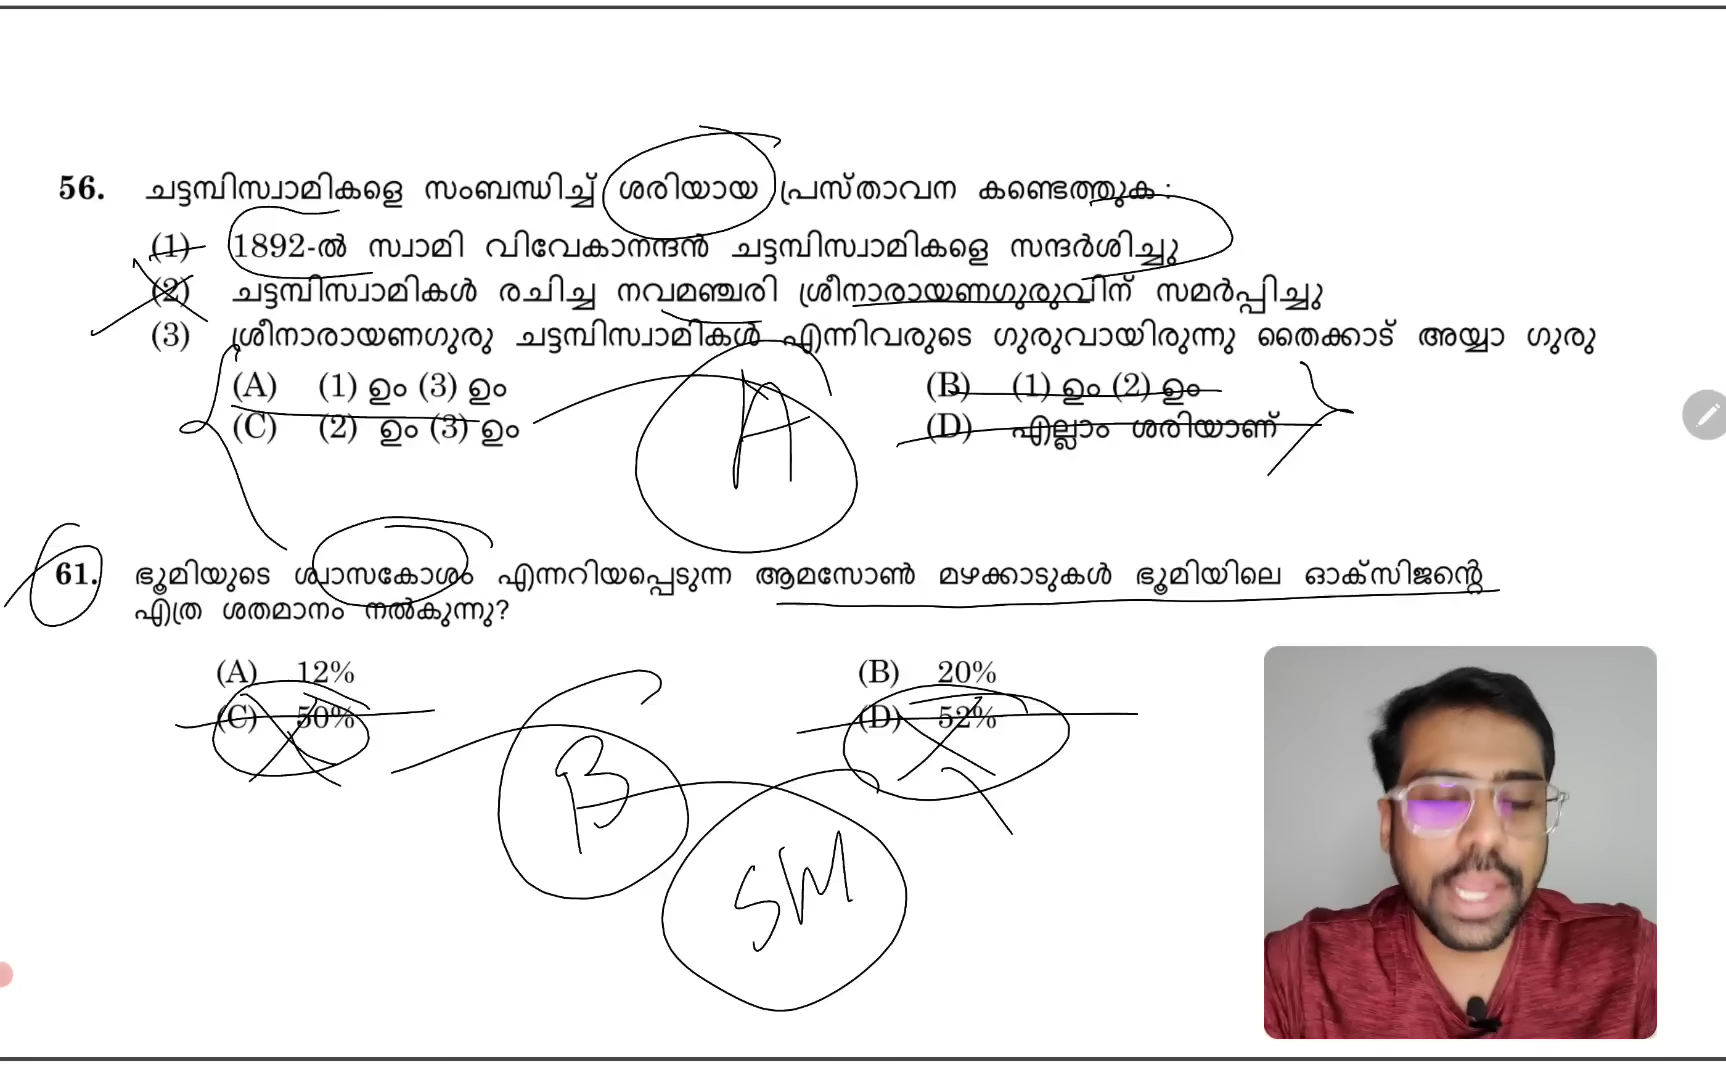 56. ചട്ടമ്പിസ്വാമികളെ സംബന്ധിച്ച് ശരിയായ പ്രസ്താവന കണ്ടെത്തുക :
(1) 1892-ൽ സ്വാമി വിവേകാനന്ദൻ ചട്ടമ്പിസ്വാമികളെ സന്ദർശിച്ചു
(2) ചട്ടമ്പിസ്വാമികൾ രചിച്ച നവമഞ്ചരി ശ്രീനാരായണഗുരുവിന് സമർപ്പിച്ചു
(3) ശ്രീനാരായണഗുരു ചട്ടമ്പിസ്വാമികൾ എന്നിവരുടെ ഗുരുവായിരുന്നു തൈക്കാട് അയ്യാ ഗുരു
(A) (1) ഉം (3) ഉം (B) (1) ഉം (2) ഉം
(C) (2) ഉം (3) ഉം (D) എല്ലാം ശരിയാണ്
A
61. ഭൂമിയുടെ ശ്വാസകോശം എന്നറിയപ്പെടുന്ന ആമസോൺ മഴക്കാടുകൾ ഭൂമിയിലെ ഓക്സിജന്റെ
എത്ര ശതമാനം നൽകുന്നു?
(A) 12% (B) 20%
(C) 50% (D) 52%
B
SM